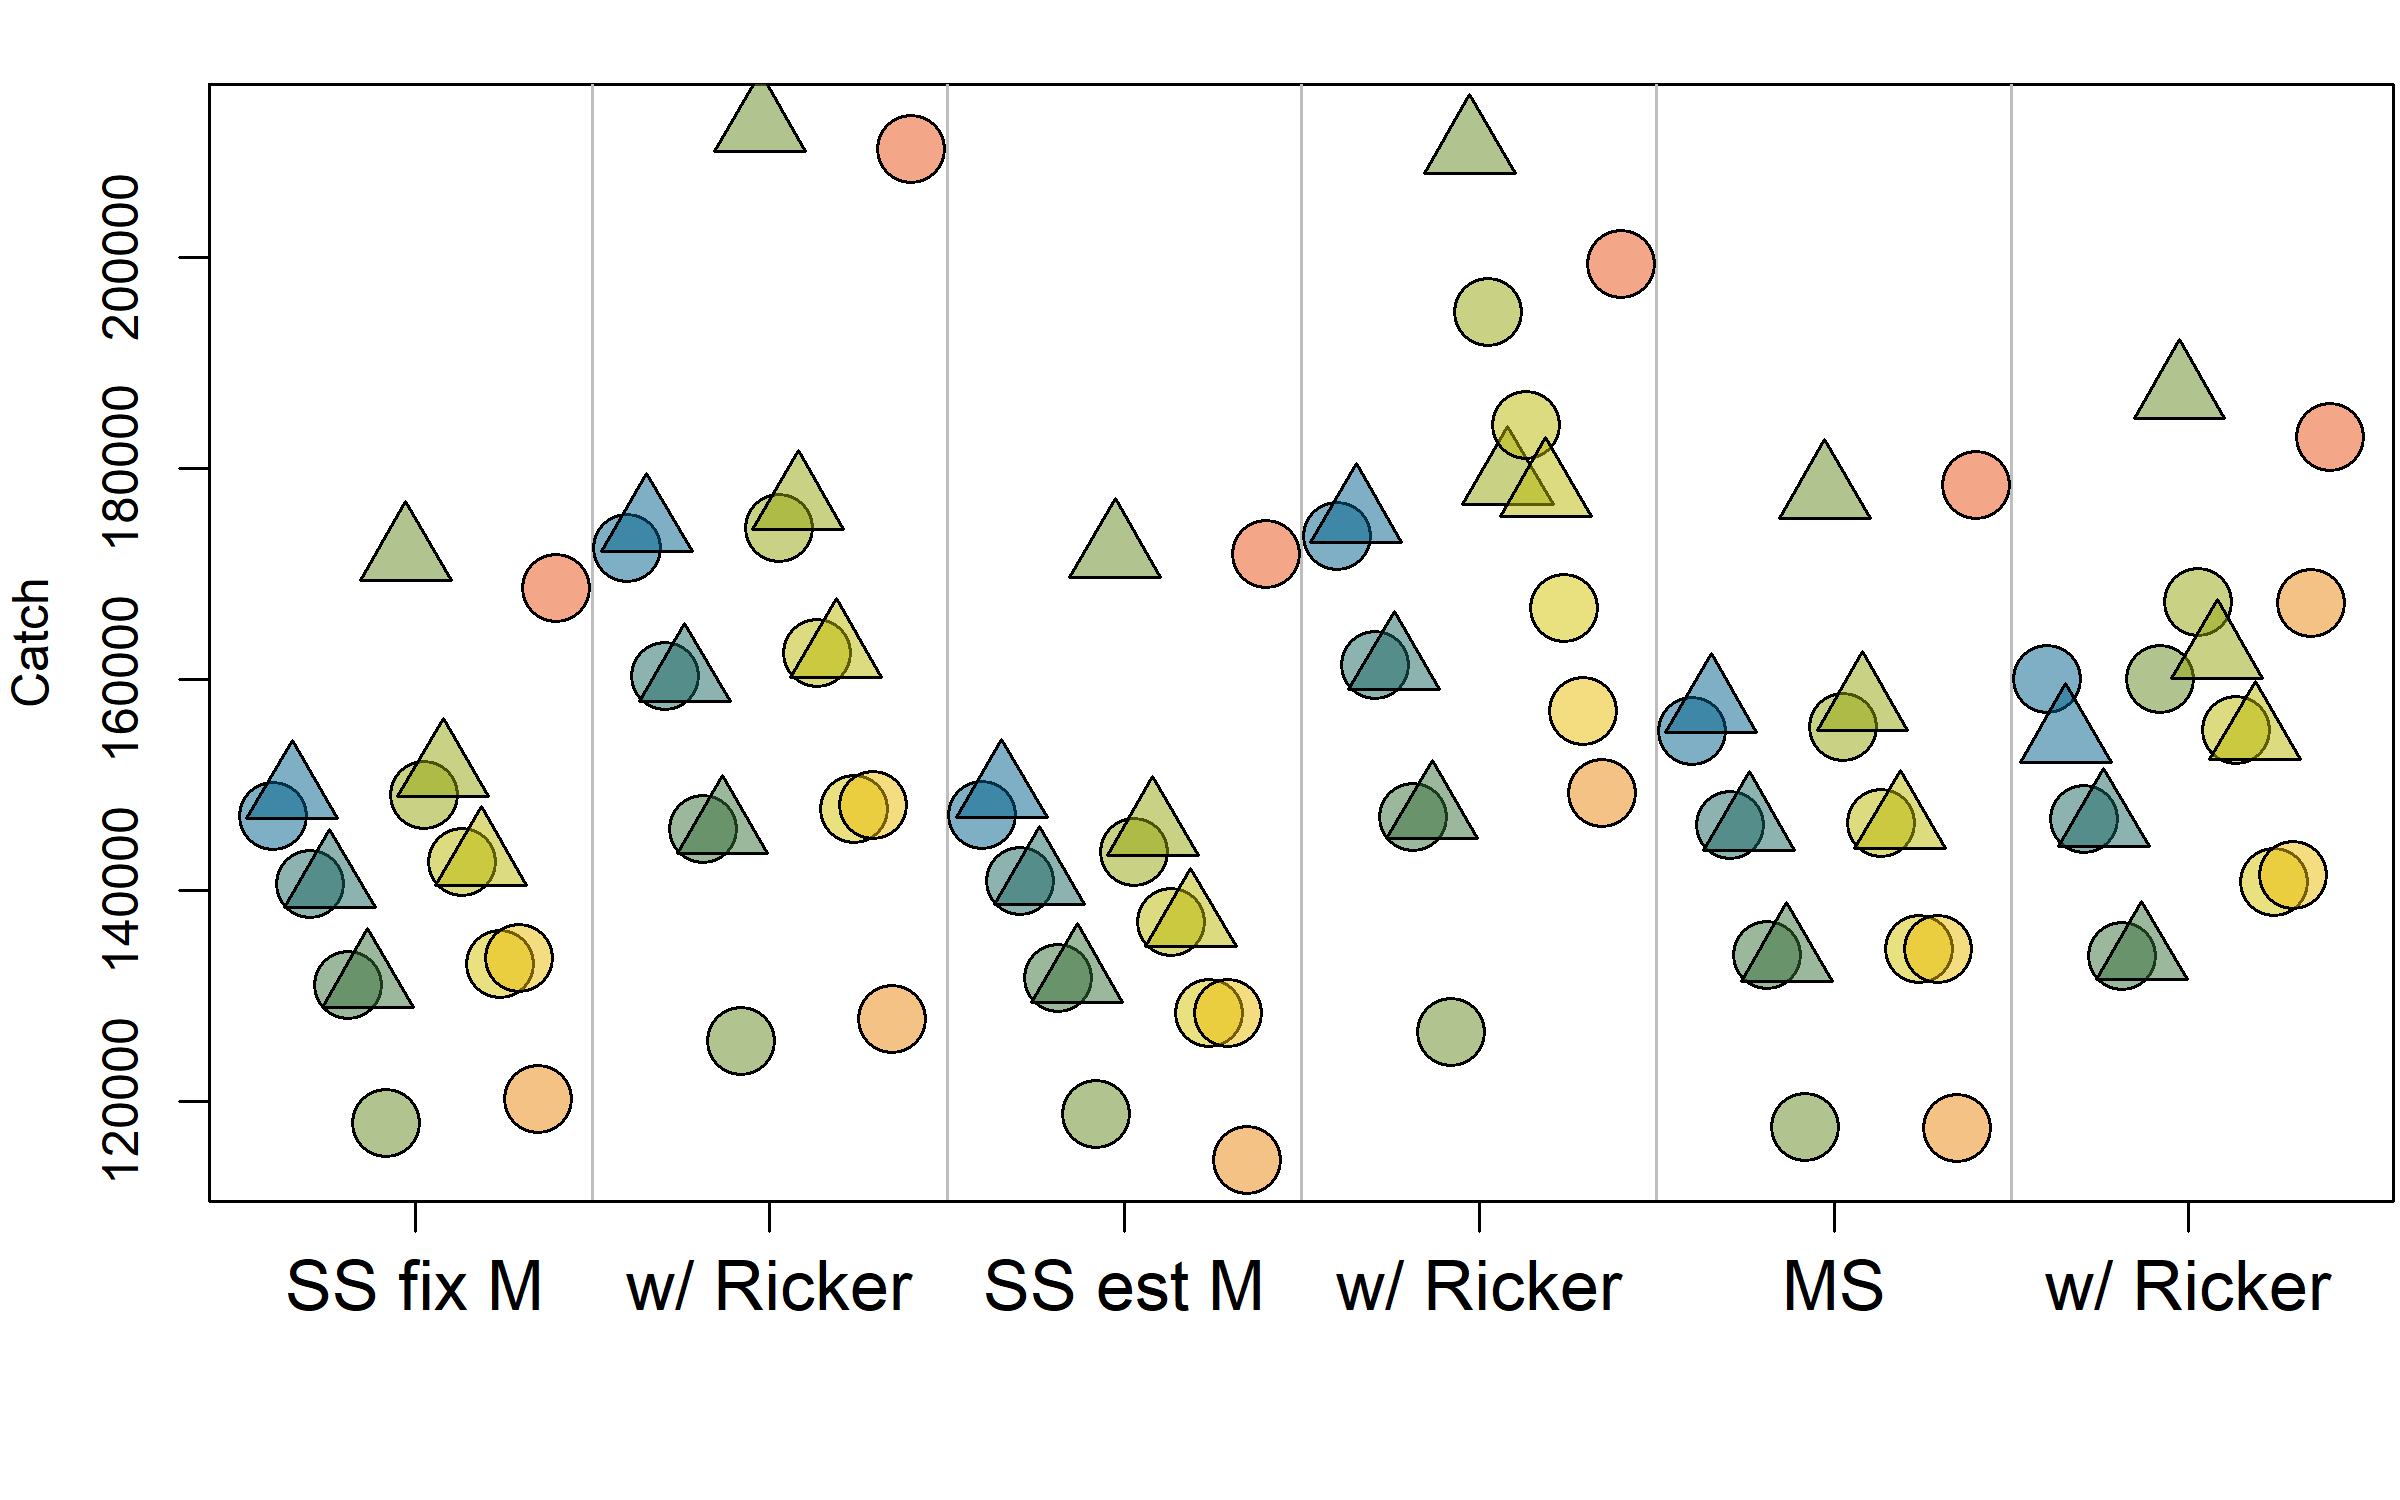 Catch
200000
180000
160000
140000
120000
SS fix M
w/ Ricker
SS est M
w/ Ricker
MS
w/ Ricker